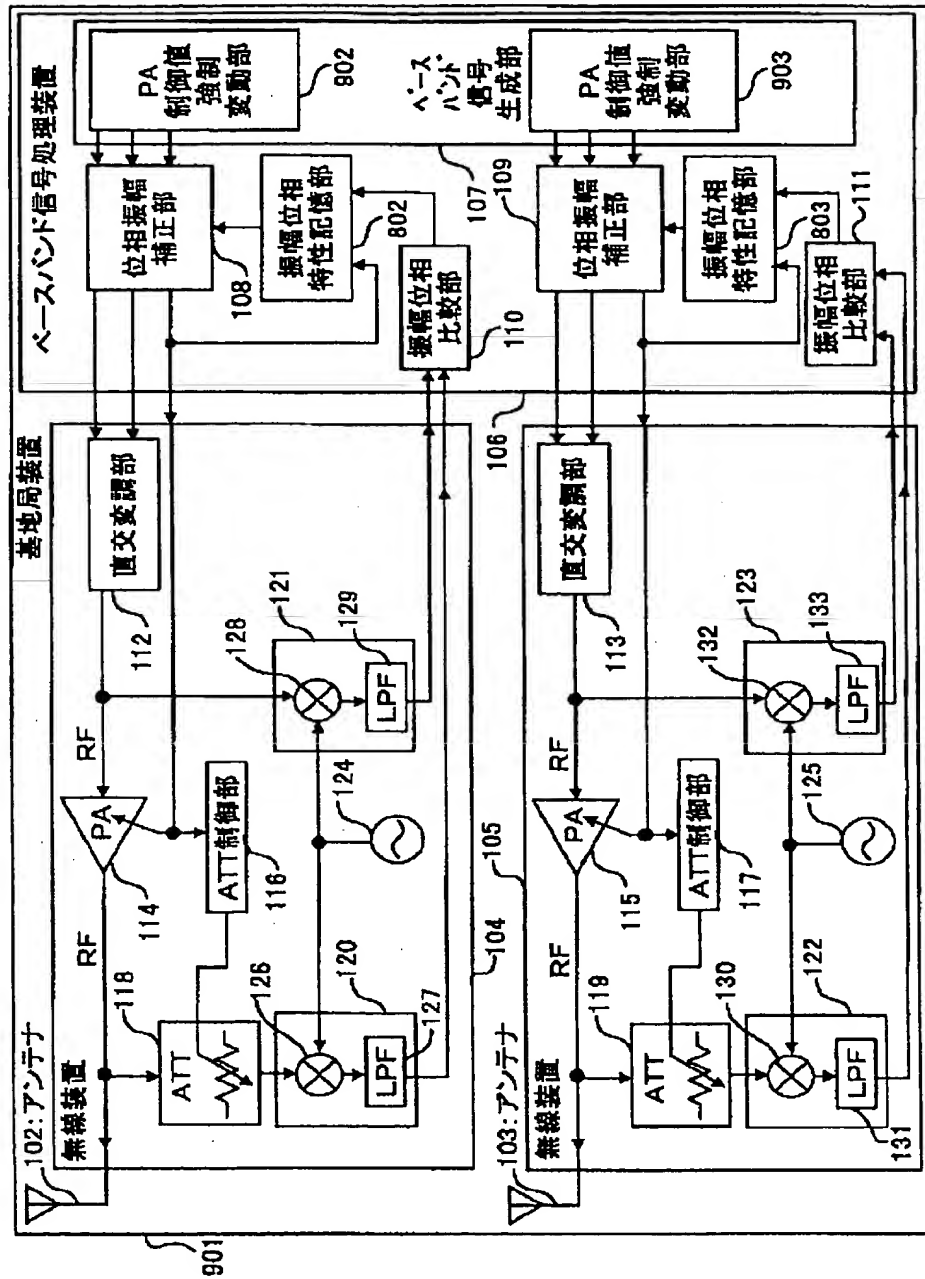 基地局装置
ベースバンド信号処理装置
901
102:アンテナ
無線装置
RF
PA
114
RF
直交変調部
112
位相振幅
補正部
108
PA
制御値
強制
変動部
902
118
ATT
ATT制御部
116
126
120
LPF
127
124
128
121
LPF
129
振幅位相
特性記憶部
802
振幅位相
比較部
110
104
105
106
107
109
ベース
バンド
信号
生成部
103:アンテナ
無線装置
RF
PA
115
RF
直交変調部
113
位相振幅
補正部
PA
制御値
強制
変動部
903
119
ATT
ATT制御部
117
130
122
LPF
131
125
132
123
LPF
133
振幅位相
特性記憶部
803
振幅位相
比較部
111